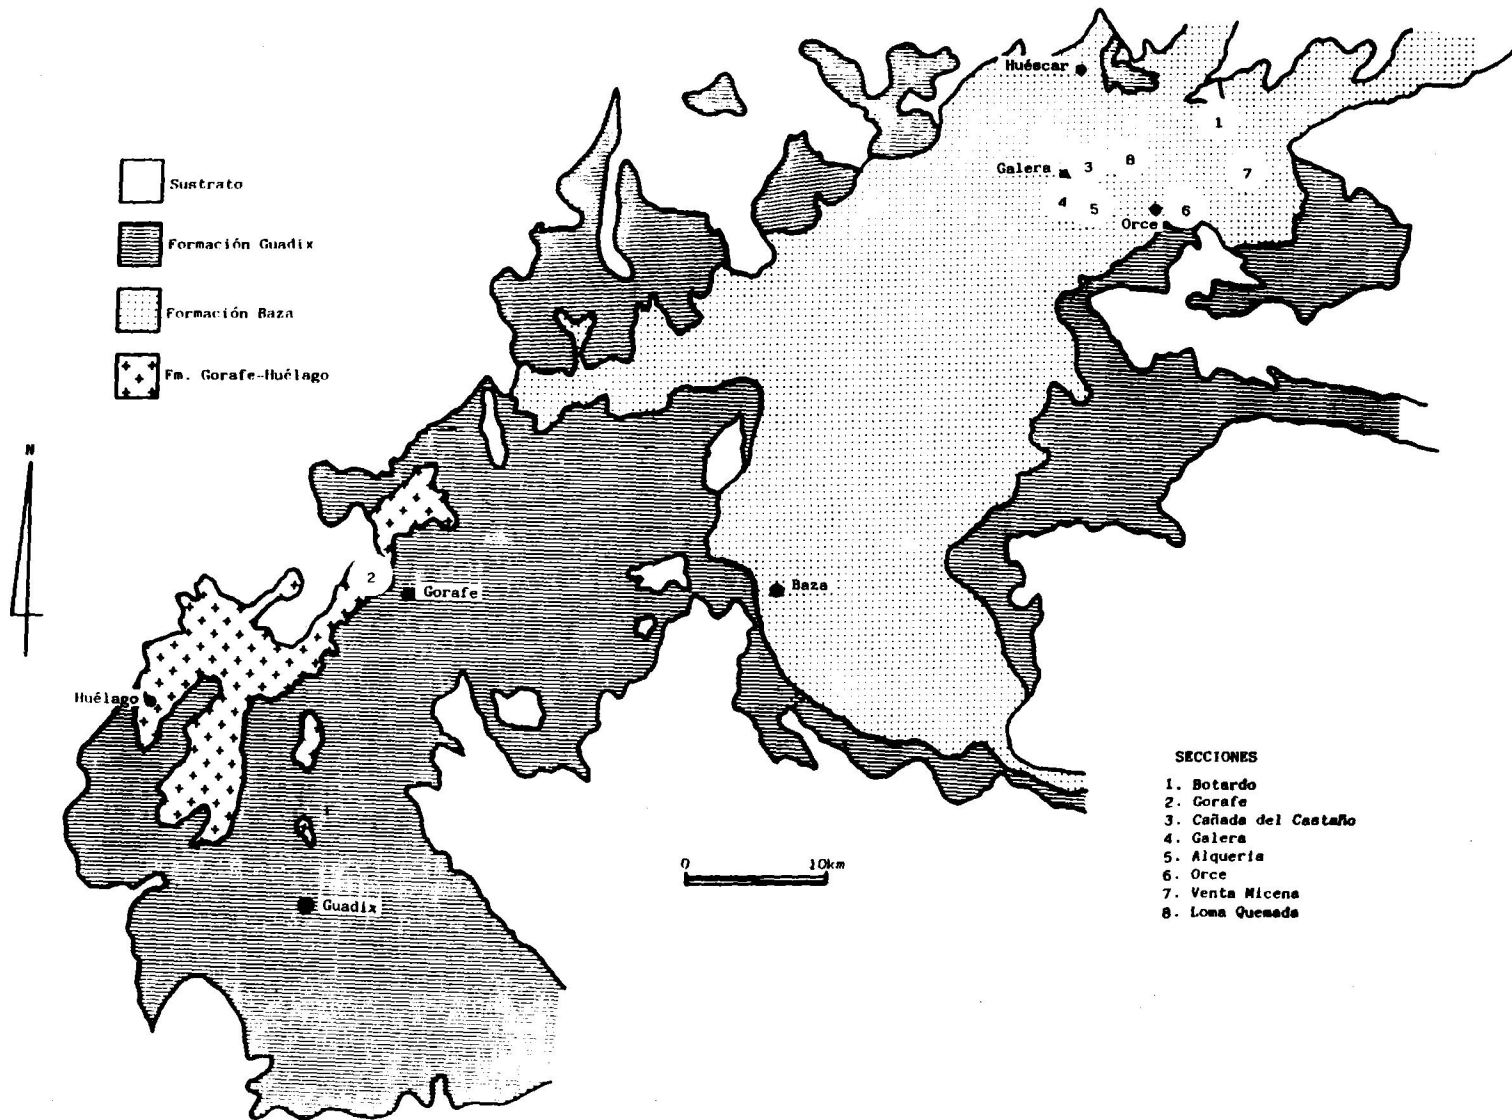 Sustrato
Formación Guadix
Formación Baza
Fm. Gorafe-Huélago
N
Huéscar
1
Galera
3
8
7
4
5
6
Orce
2
Gorafe
Baza
Huélago
Guadix
0 10km
SECCIONES
1. Botardo
2. Gorafe
3. Cañada del Castaño
4. Galera
5. Alqueria
6. Orce
7. Venta Micena
8. Loma Quemada